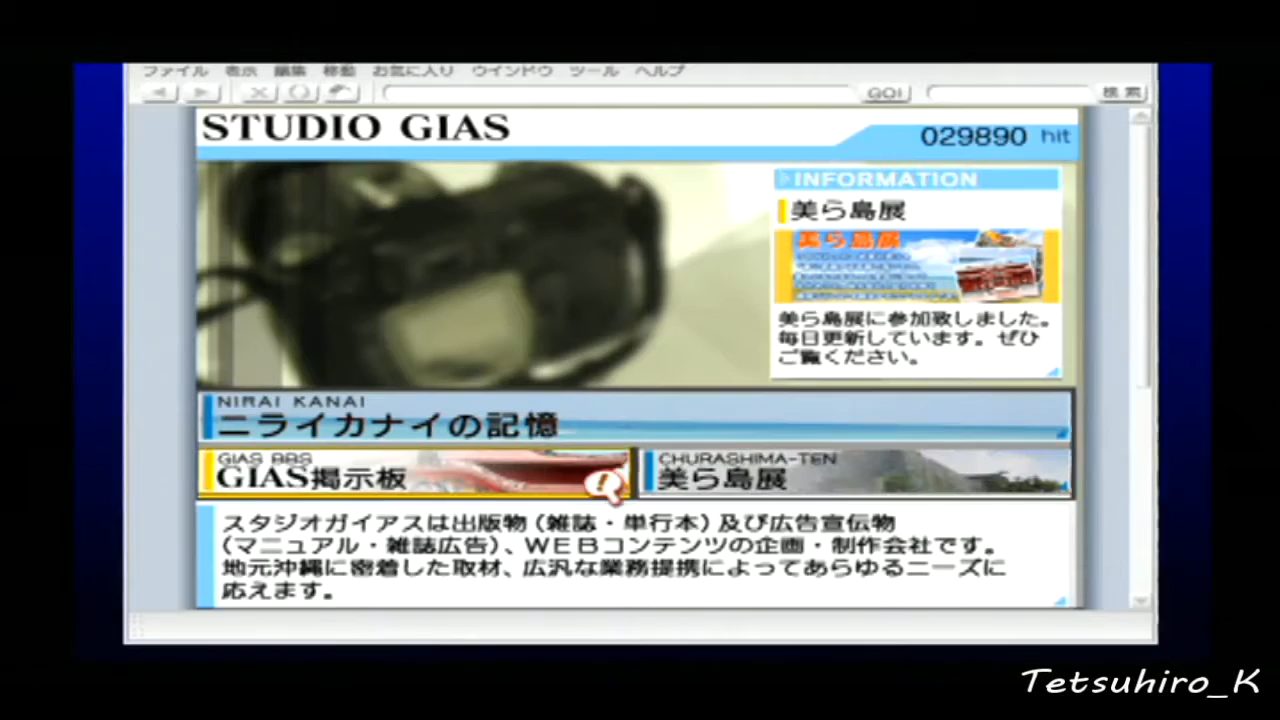 ファイル 表示 編集 移動 お気に入り ウインドウ ツール ヘルプ
GO! 検索
STUDIO GIAS
029890 hit
INFORMATION
美ら島展
美ら島展
美ら島展に参加致しました。
毎日更新しています。ぜひ
ご覧ください。
NIRAI KANAI
ニライカナイの記憶
GIAS BBS
GIAS掲示板
CHURASHIMA-TEN
美ら島展
スタジオガイアスは出版物（雑誌・単行本）及び広告宣伝物
（マニュアル・雑誌広告）、ＷＥＢコンテンツの企画・制作会社です。
地元沖縄に密着した取材、広汎な業務提携によってあらゆるニーズに
応えます。
Tetsuhiro_K